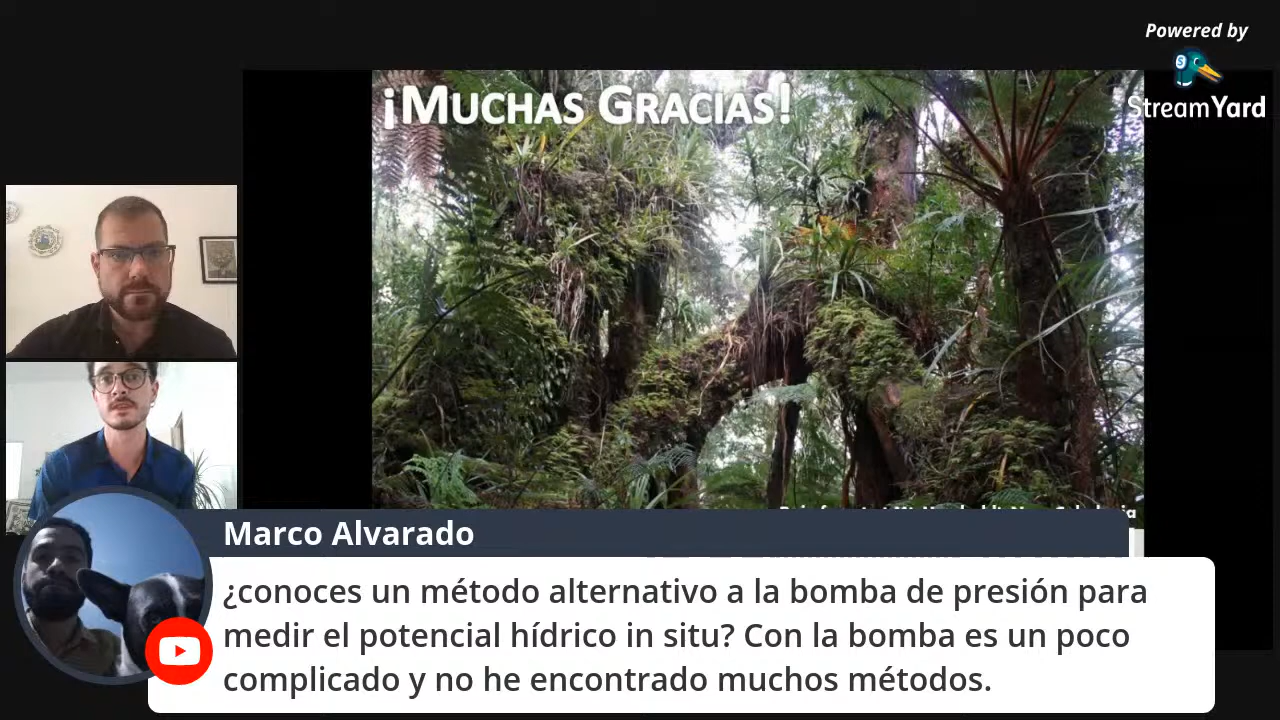 Powered by
StreamYard
¡MUCHAS GRACIAS!
Marco Alvarado
¿conoces un método alternativo a la bomba de presión para
medir el potencial hídrico in situ? Con la bomba es un poco
complicado y no he encontrado muchos métodos.